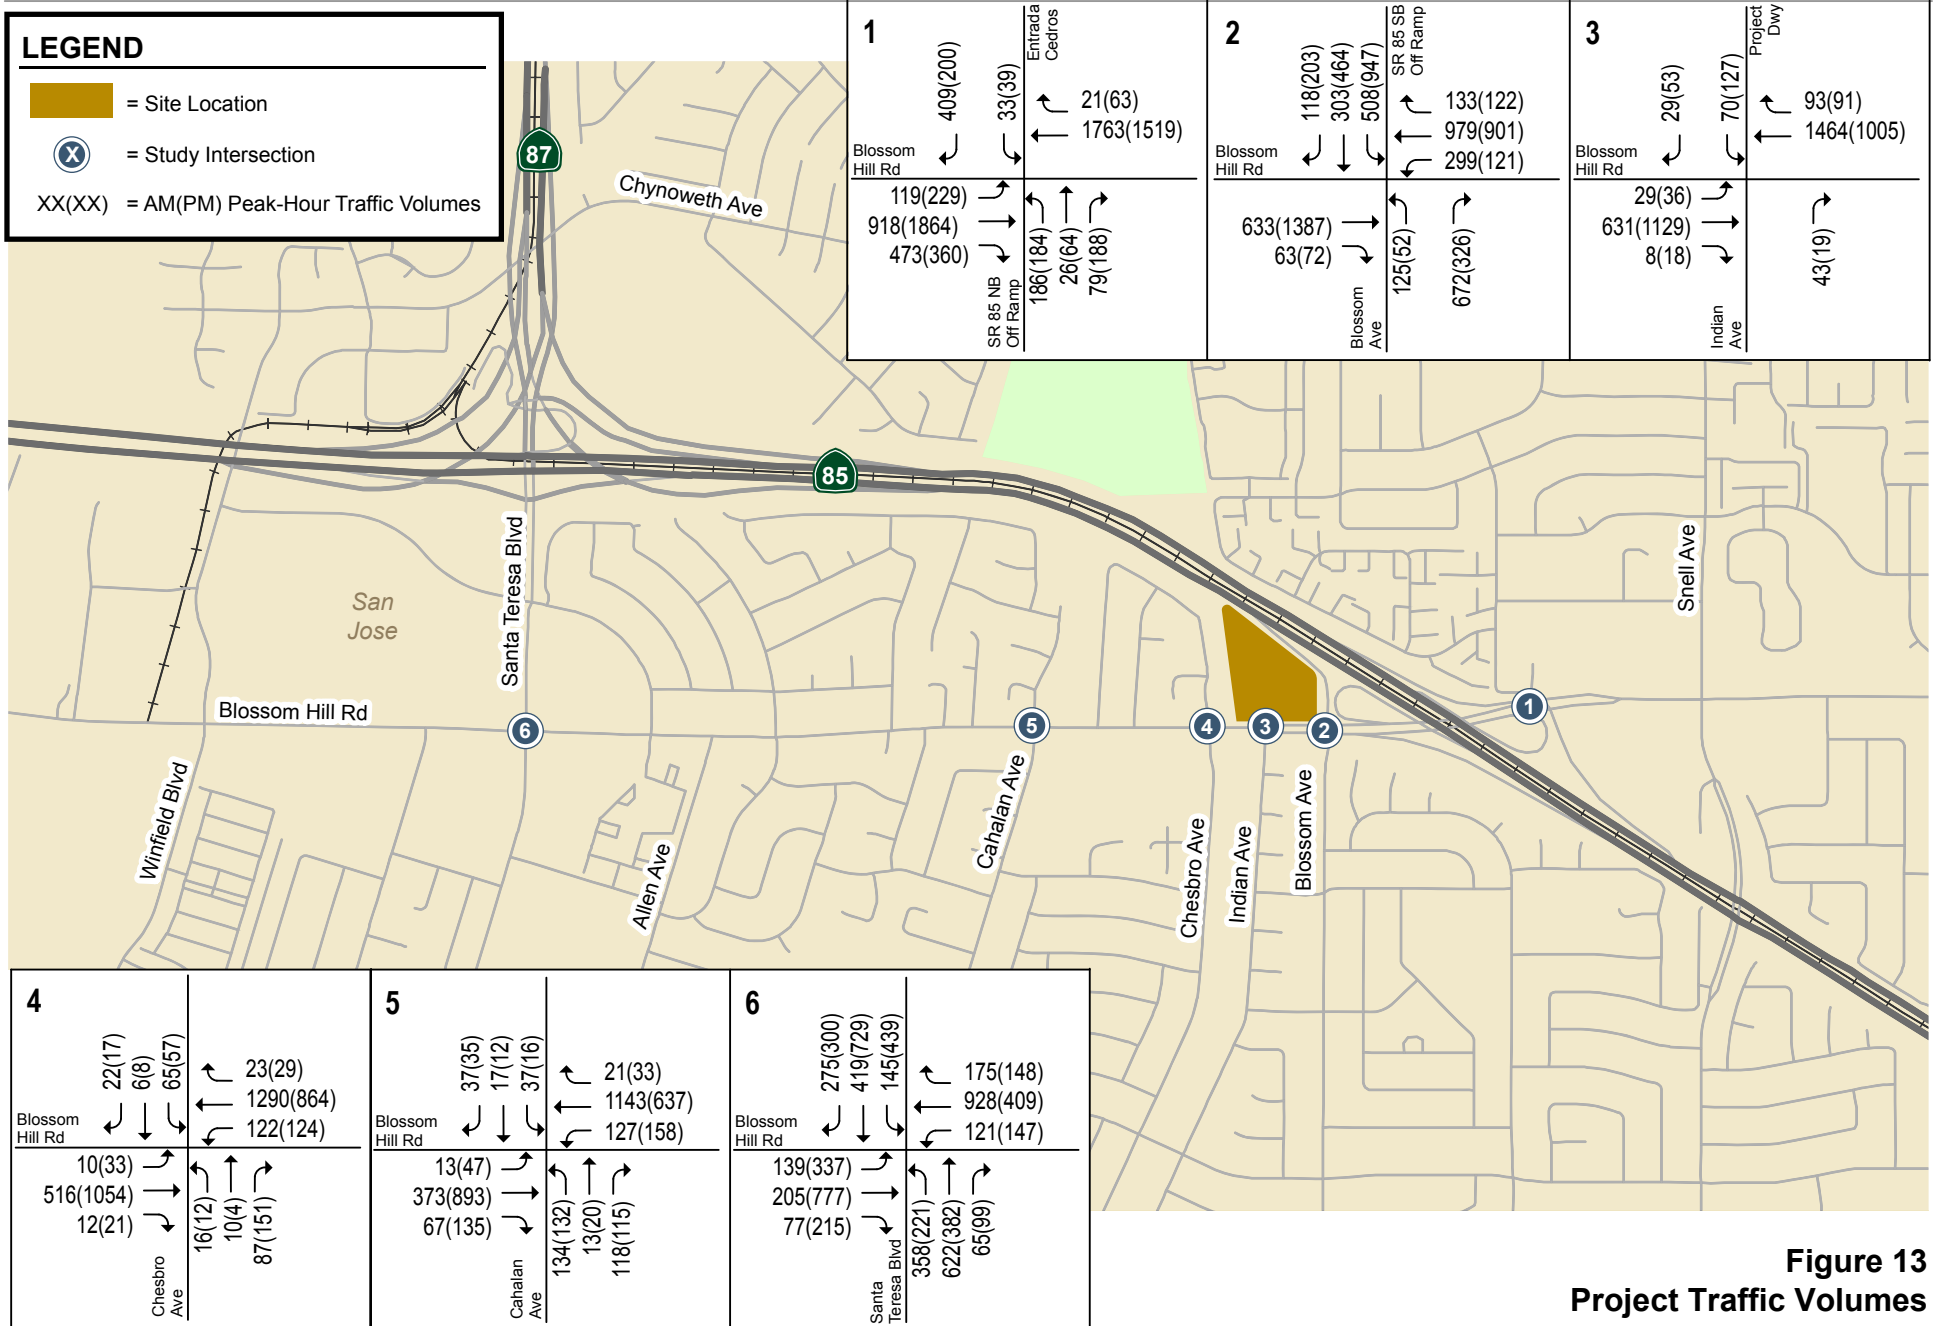 LEGEND
= Site Location
X
= Study Intersection
XX(XX) = AM(PM) Peak-Hour Traffic Volumes
1
409(200)
33(39)
Entrada
Cedros
21(63)
1763(1519)
Blossom
Hill Rd
119(229)
918(1864)
473(360)
SR 85 NB
Off Ramp
186(184)
26(64)
79(188)
2
118(203)
303(464)
508(947)
SR 85 SB
Off Ramp
133(122)
979(901)
299(121)
Blossom
Hill Rd
633(1387)
63(72)
Blossom
Ave
125(52)
672(326)
3
29(53)
70(127)
Project
Dwy
93(91)
1464(1005)
Blossom
Hill Rd
29(36)
631(1129)
8(18)
Indian
Ave
43(19)
87
Chynoweth Ave
85
San
Jose
Santa Teresa Blvd
Snell Ave
Blossom Hill Rd
6
5
4
3
2
1
Winfield Blvd
Allen Ave
Cahalan Ave
Chesbro Ave
Indian Ave
Blossom Ave
4
22(17)
6(8)
65(57)
23(29)
1290(864)
122(124)
Blossom
Hill Rd
10(33)
516(1054)
12(21)
Chesbro
Ave
16(12)
10(4)
87(151)
5
37(35)
17(12)
37(16)
21(33)
1143(637)
127(158)
Blossom
Hill Rd
13(47)
373(893)
67(135)
Cahalan
Ave
134(132)
13(20)
118(115)
6
275(300)
419(729)
145(439)
175(148)
928(409)
121(147)
Blossom
Hill Rd
139(337)
205(777)
77(215)
Santa
Teresa Blvd
358(221)
622(382)
65(99)
Figure 13
Project Traffic Volumes